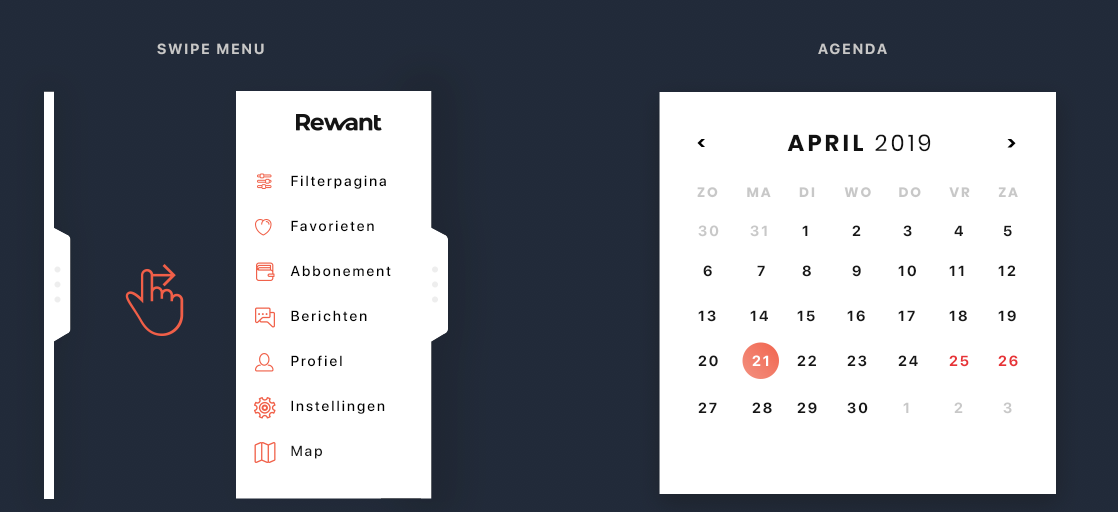 SWIPE MENU
Rewant
Filterpagina
Favorieten
Abbonement
Berichten
Profiel
Instellingen
Map
AGENDA
< APRIL 2019 >
ZO MA DI WO DO VR ZA
30 31 1 2 3 4 5
6 7 8 9 10 11 12
13 14 15 16 17 18 19
20 21 22 23 24 25 26
27 28 29 30 1 2 3